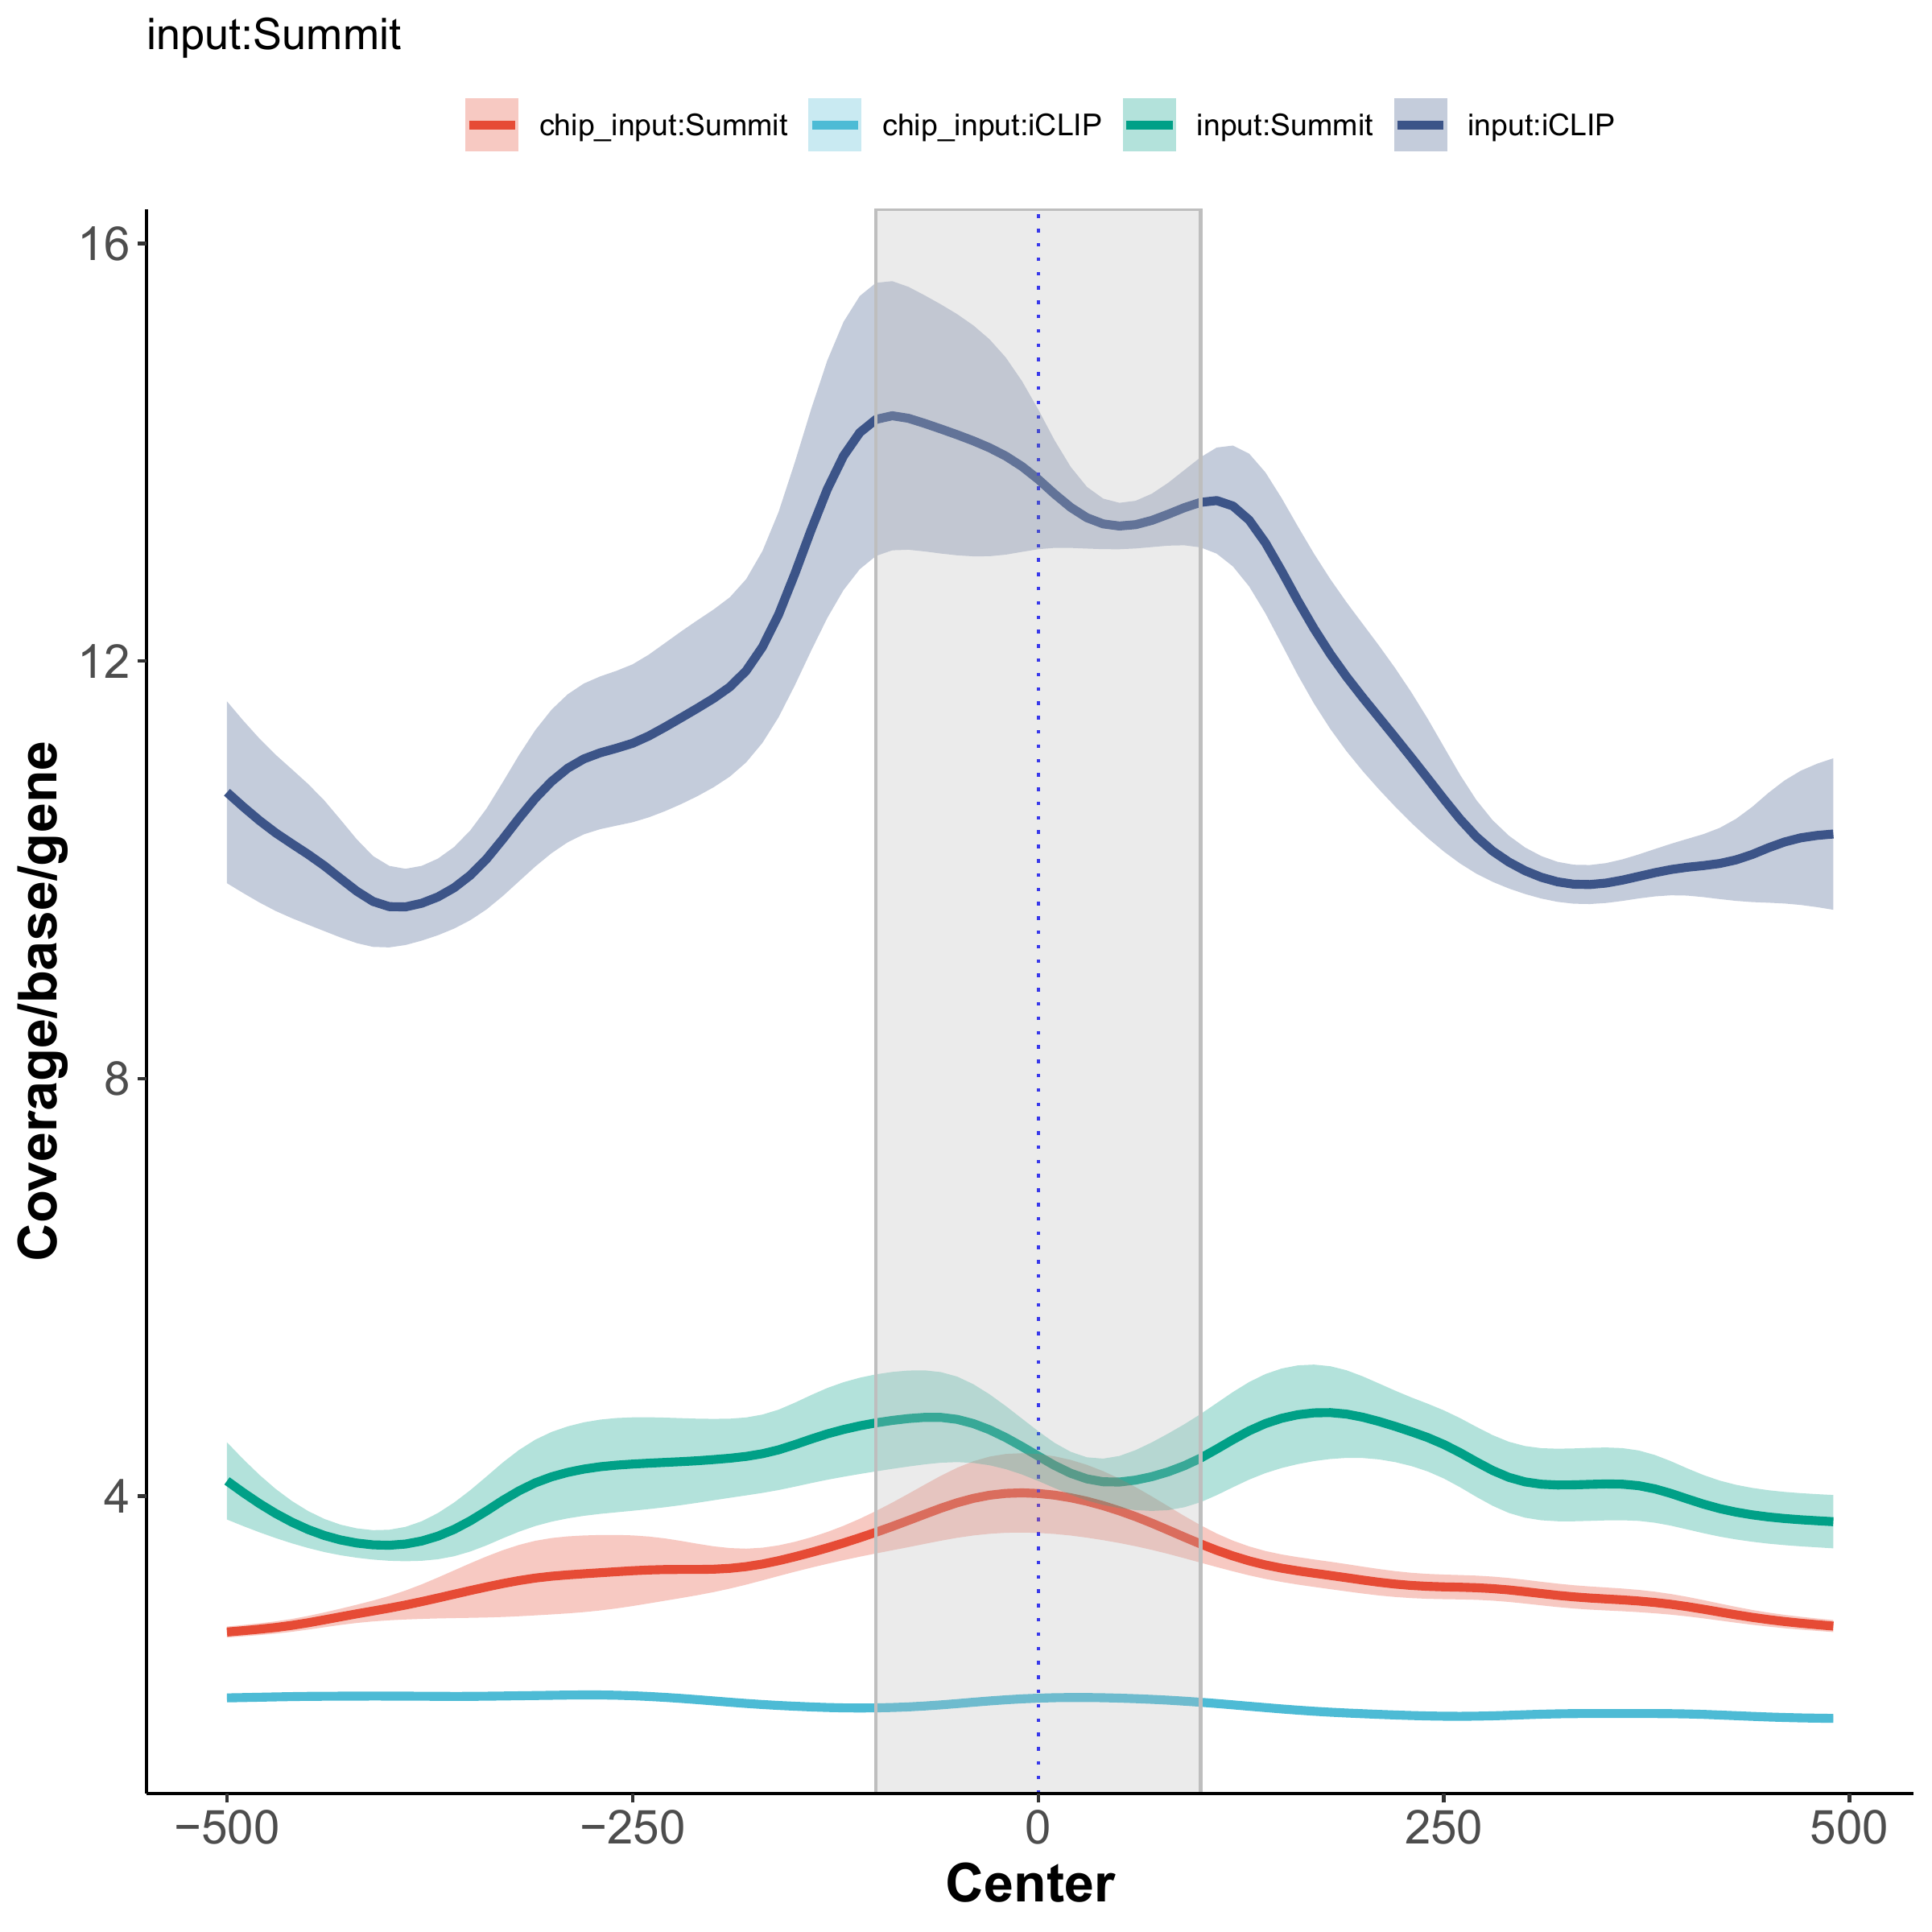 input:Summit
chip_input:Summit chip_input:iCLIP input:Summit input:iCLIP
16
12
8
4
Coverage/base/gene
−500 −250 0 250 500
Center